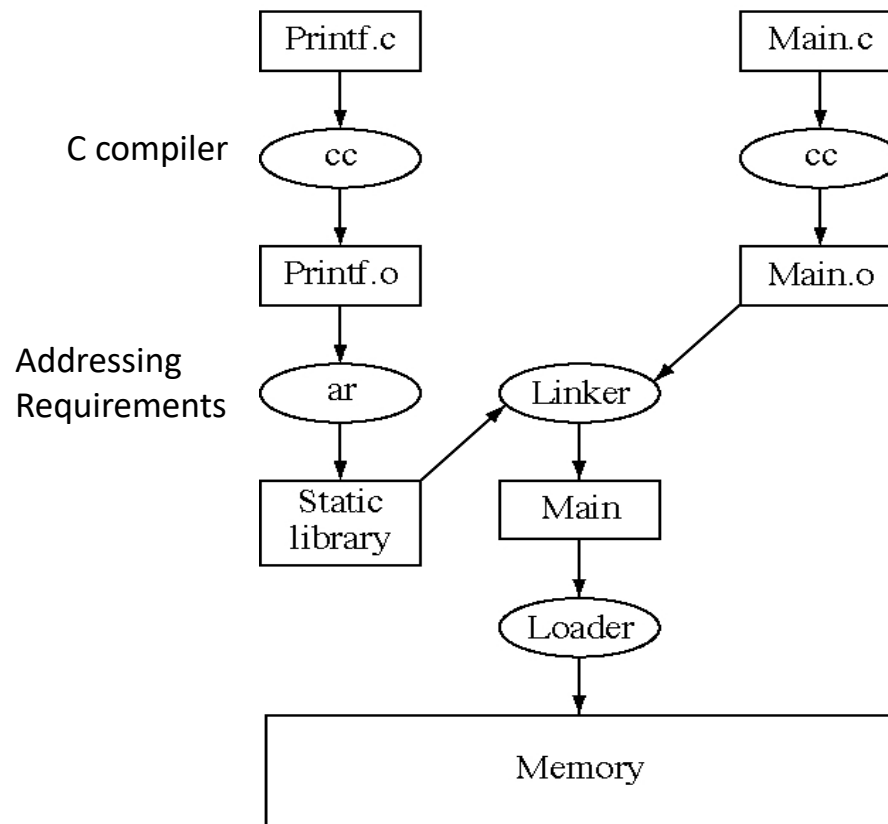 Printf.c
Main.c
C compiler
cc
cc
Printf.o
Main.o
Addressing
Requirements
ar
Linker
Static
library
Main
Loader
Memory